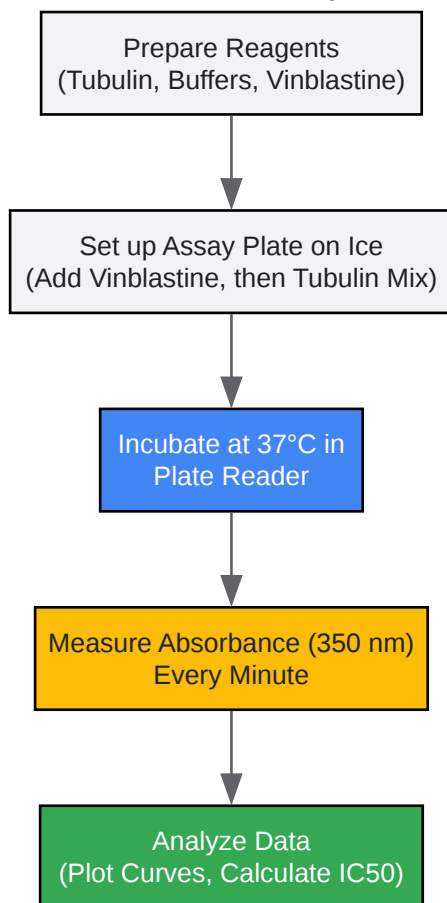 Prepare Reagents
(Tubulin, Buffers, Vinblastine)
Set up Assay Plate on Ice
(Add Vinblastine, then Tubulin Mix)
Incubate at 37°C in
Plate Reader
Measure Absorbance (350 nm)
Every Minute
Analyze Data
(Plot Curves, Calculate IC50)